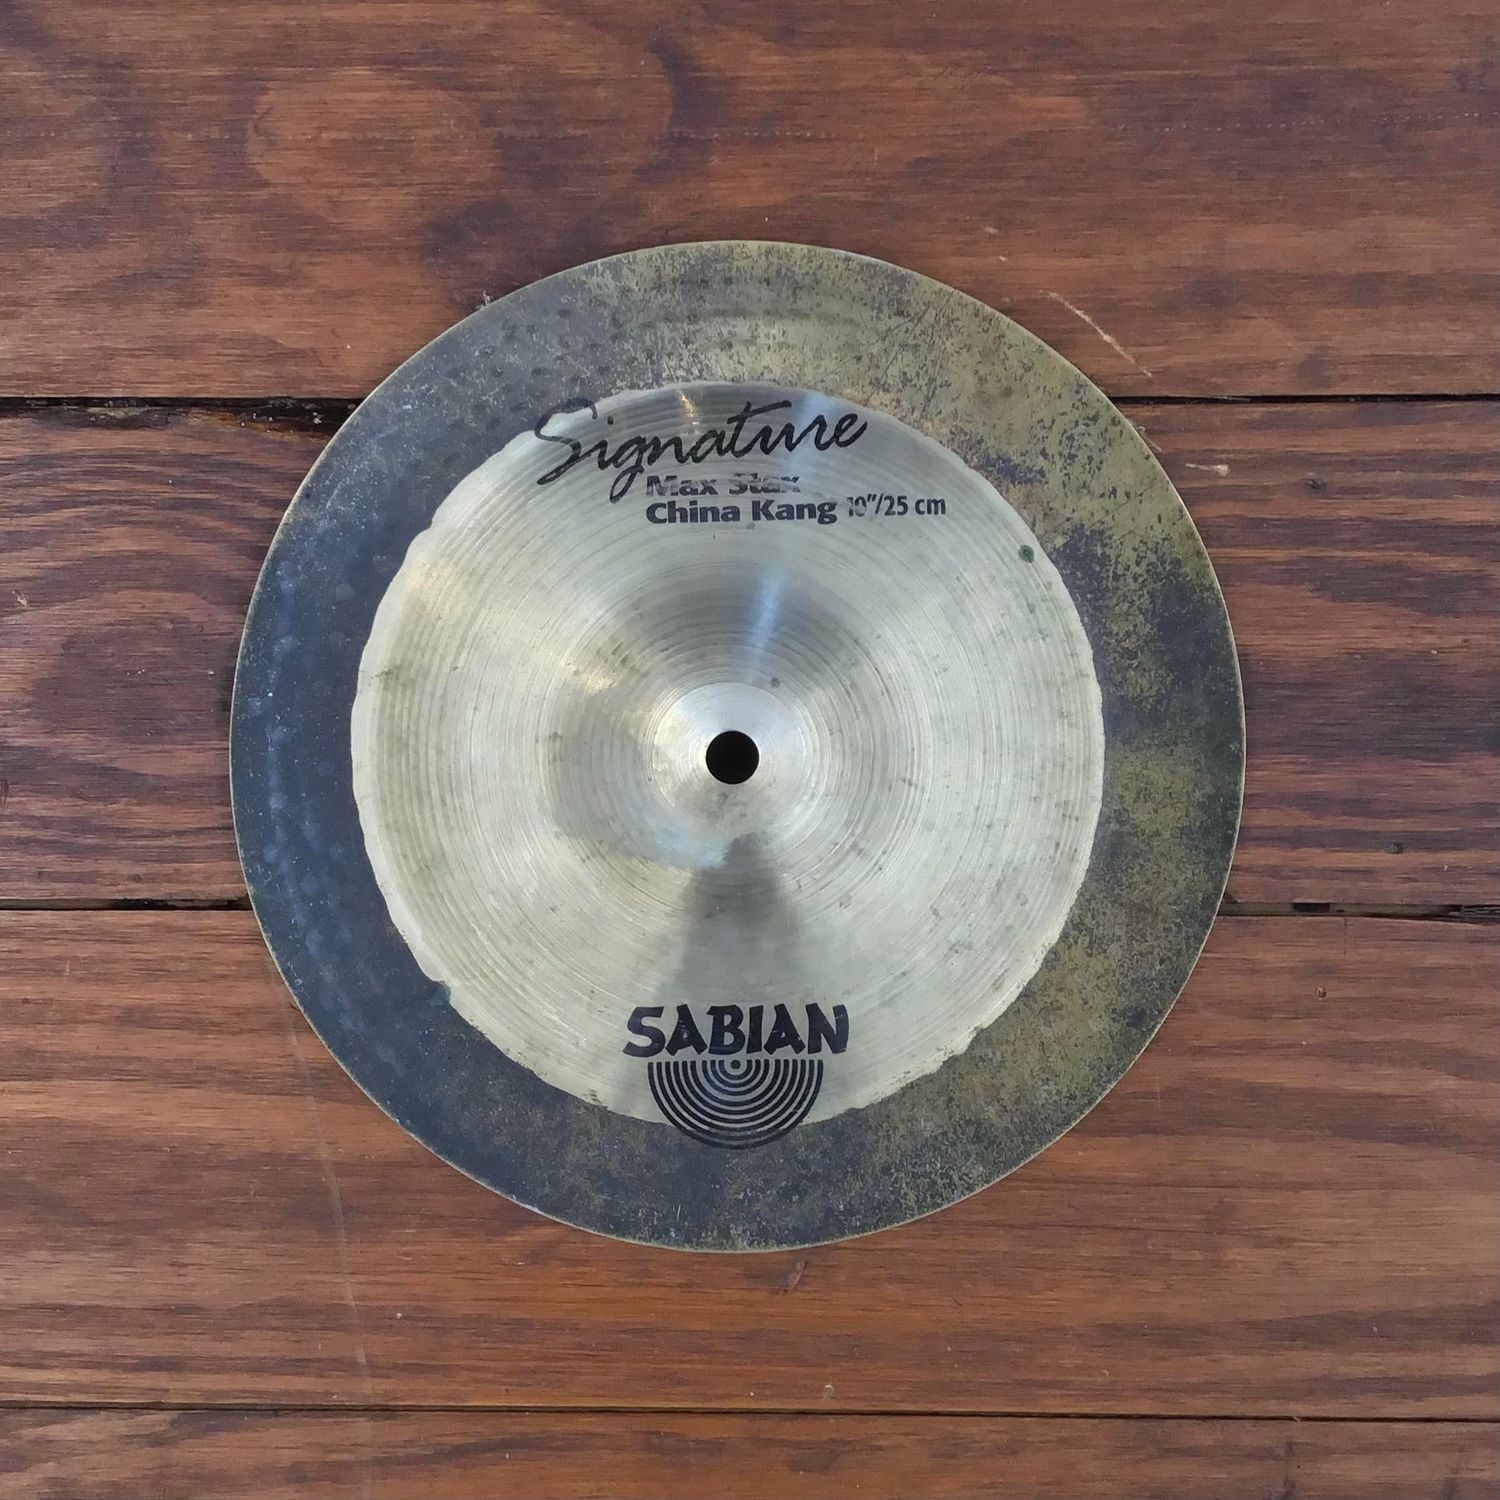 Signature
Max Stax
China Kang 10"/25 cm
SABIAN